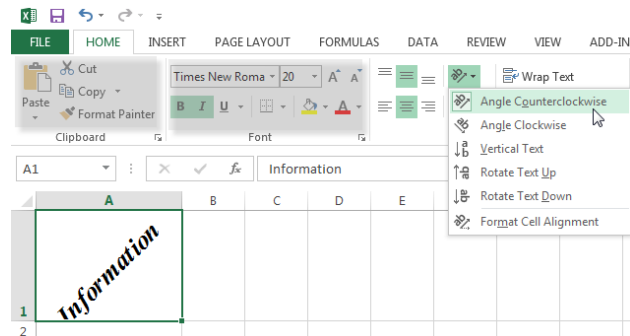 FILE HOME INSERT PAGE LAYOUT FORMULAS DATA REVIEW VIEW ADD-IN
Cut
Copy
Format Painter
Paste
Clipboard
Times New Roma 20 A A
B I U A
Font
Wrap Text
Angle Counterclockwise
Angle Clockwise
Vertical Text
Rotate Text Up
Rotate Text Down
Format Cell Alignment
A1 fx Information
A B C D E
1 Information
2